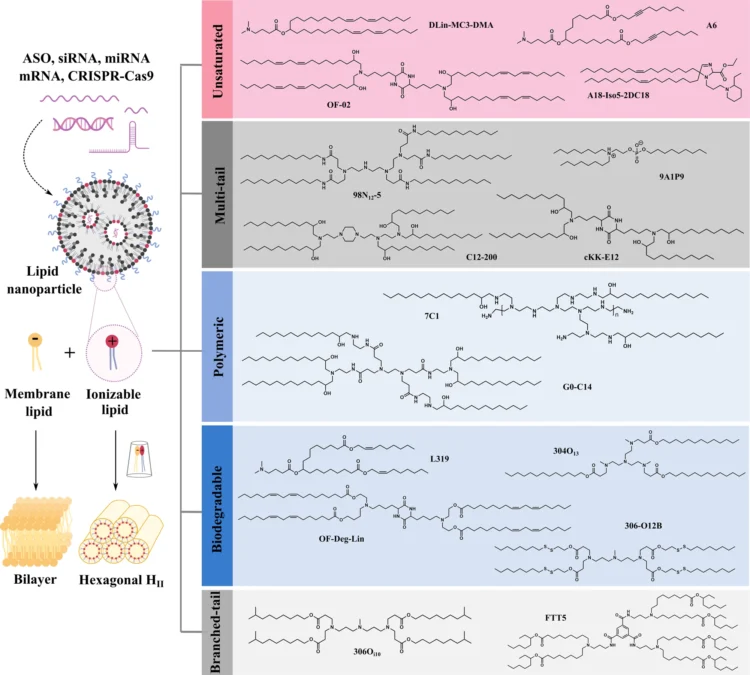 ASO, siRNA, miRNA
mRNA, CRISPR-Cas9
Lipid
nanoparticle
-
+
+
Membrane
lipid
Ionizable
lipid
Bilayer
Hexagonal HII
Unsaturated
DLin-MC3-DMA
A6
OF-02
A18-Iso5-2DC18
Multi-tail
98N12-5
9A1P9
C12-200
cKK-E12
Polymeric
7C1
G0-C14
Biodegradable
L319
304O13
OF-Deg-Lin
306-O12B
Branched-tail
306Oi10
FTT5